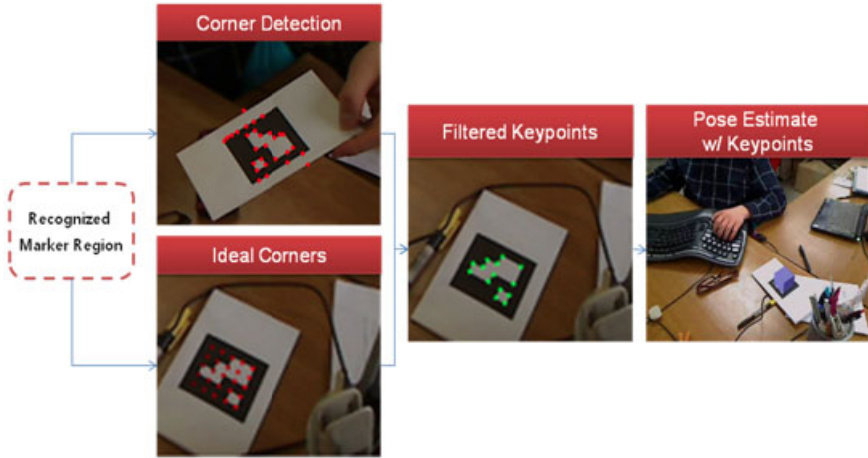 Corner Detection
Recognized
Marker Region
Ideal Corners
Filtered Keypoints
Pose Estimate
w/ Keypoints